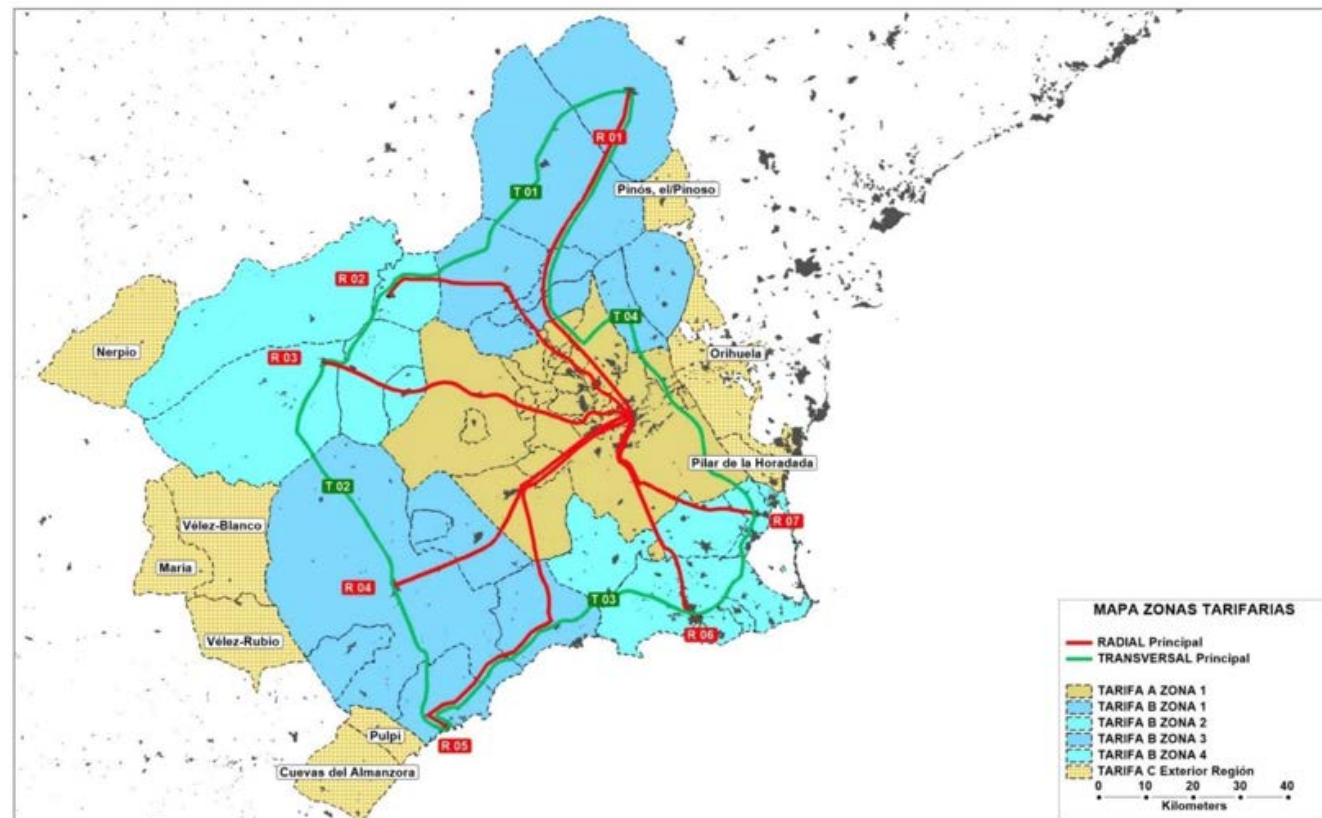 R 01
Pinós, el/Pinoso
T 01
R 02
T 04
Nerpio
R 03
Orihuela
Pilar de la Horadada
T 02
Vélez-Blanco
R 07
María
R 04
T 03
Vélez-Rubio
R 06
Pulpí
R 05
Cuevas del Almanzora
MAPA ZONAS TARIFARIAS
RADIAL Principal
TRANSVERSAL Principal
TARIFA A ZONA 1
TARIFA B ZONA 1
TARIFA B ZONA 2
TARIFA B ZONA 3
TARIFA B ZONA 4
TARIFA C Exterior Región
0 10 20 30 40
Kilometers